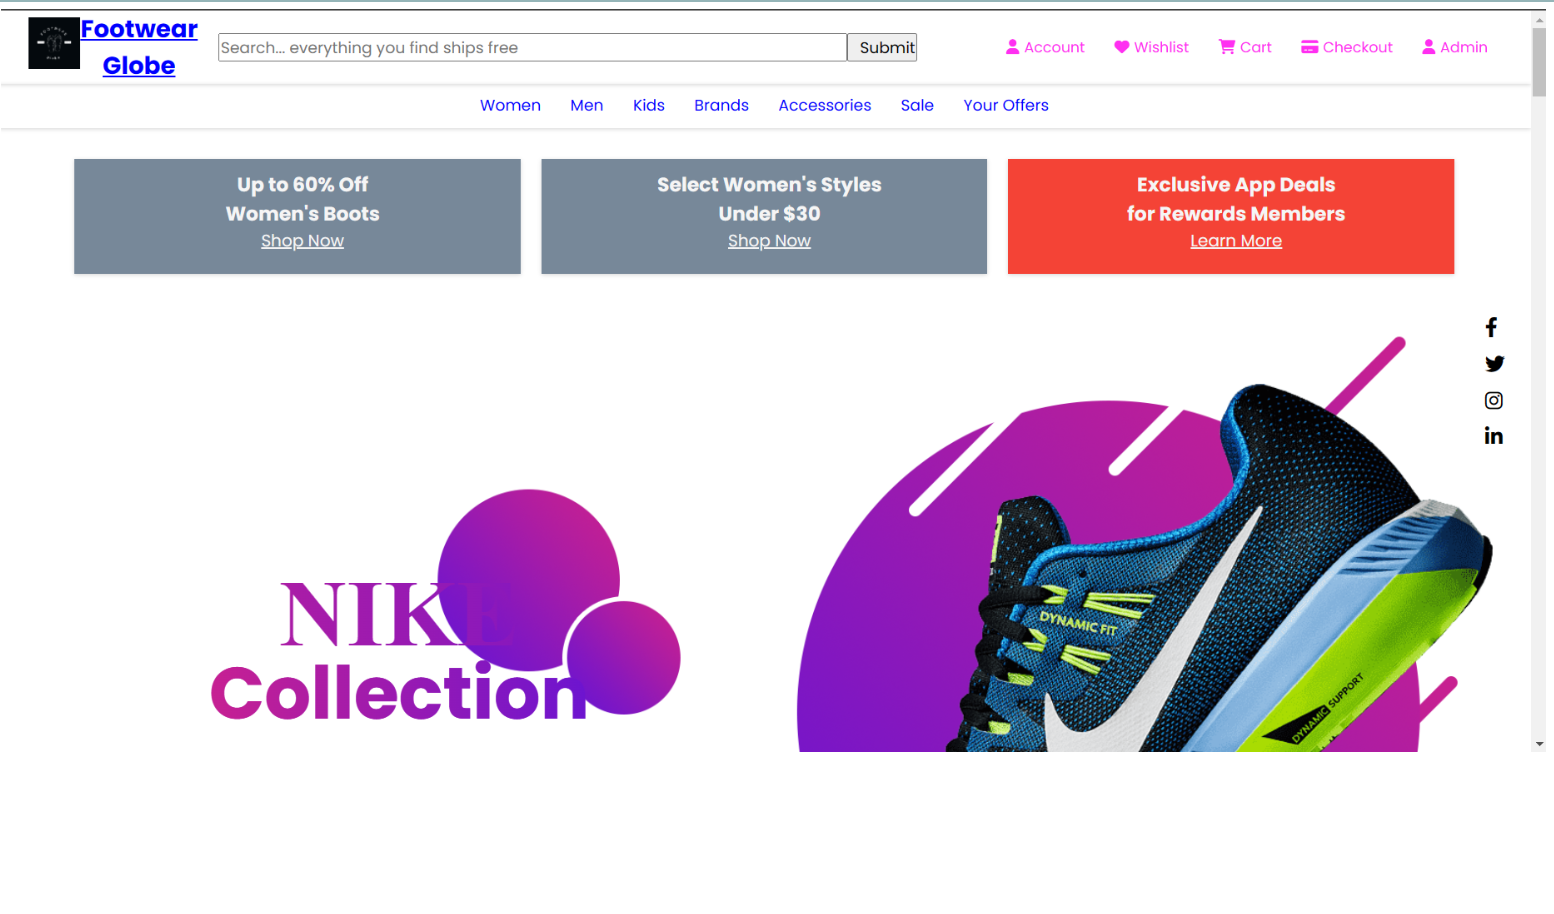 Footwear
Globe
Search... everything you find ships free
Submit
Account
Wishlist
Cart
Checkout
Admin
Women
Men
Kids
Brands
Accessories
Sale
Your Offers
Up to 60% Off
Women's Boots
Shop Now
Select Women's Styles
Under $30
Shop Now
Exclusive App Deals
for Rewards Members
Learn More
NIKE
Collection
DYNAMIC FIT
DYNAMIC SUPPORT